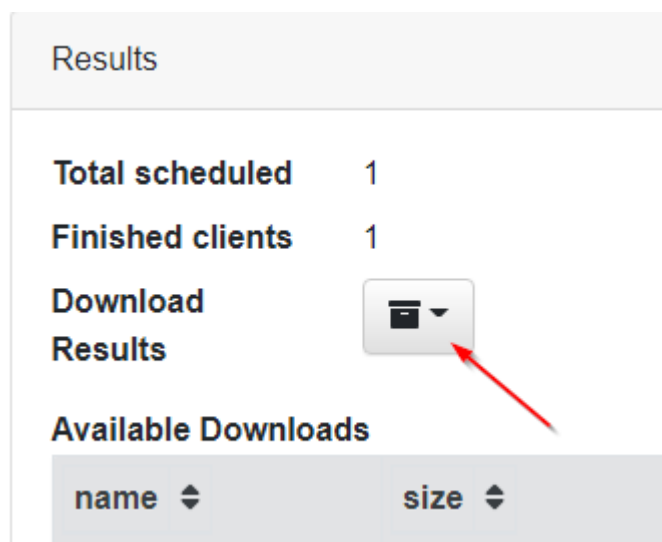 Results
Total scheduled 1
Finished clients 1
Download
Results
Available Downloads
name size